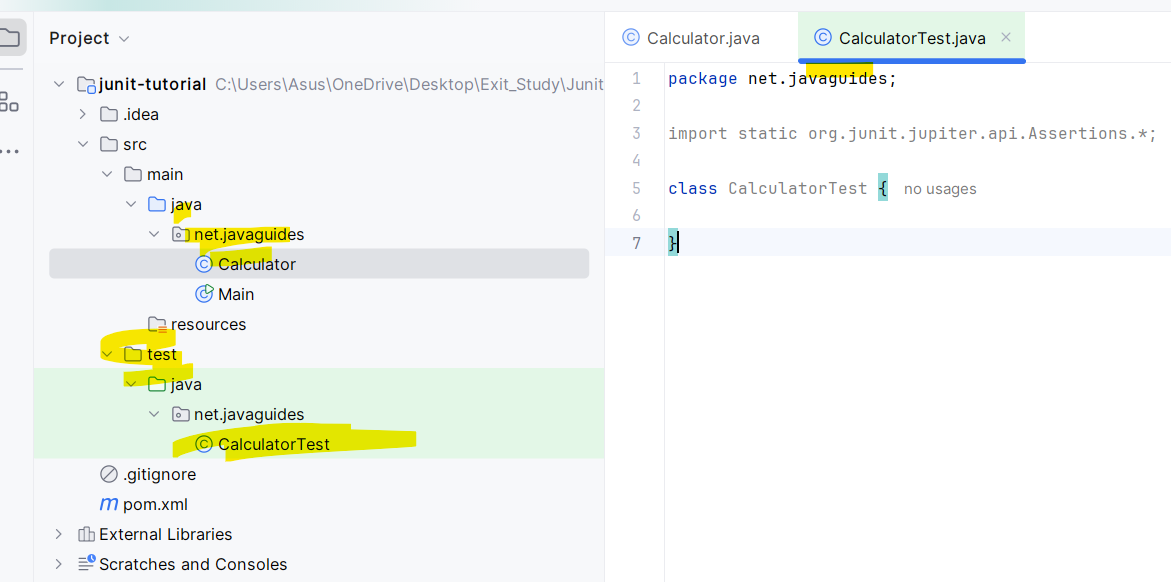 Project
junit-tutorial C:\Users\Asus\OneDrive\Desktop\Exit_Study\Junit
.idea
src
main
java
net.javaguides
Calculator
Main
resources
test
java
net.javaguides
CalculatorTest
.gitignore
pom.xml
External Libraries
Scratches and Consoles
Calculator.java CalculatorTest.java
1 package net.javaguides;
2
3 import static org.junit.jupiter.api.Assertions.*;
4
5 class CalculatorTest { no usages
6
7 }